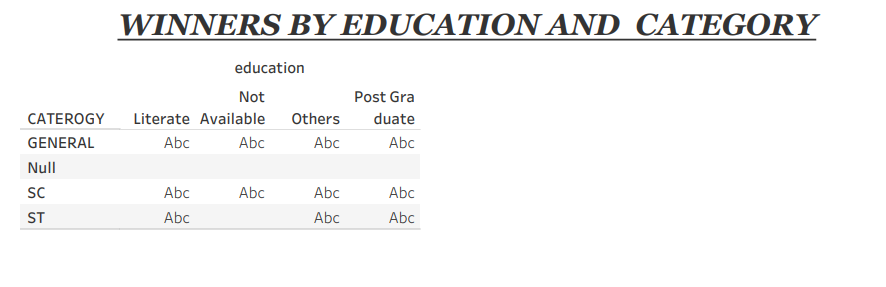 WINNERS BY EDUCATION AND  CATEGORY
education
Not Post Gra
CATEROGY Literate Available Others duate
GENERAL Abc Abc Abc Abc
Null
SC Abc Abc Abc Abc
ST Abc Abc Abc